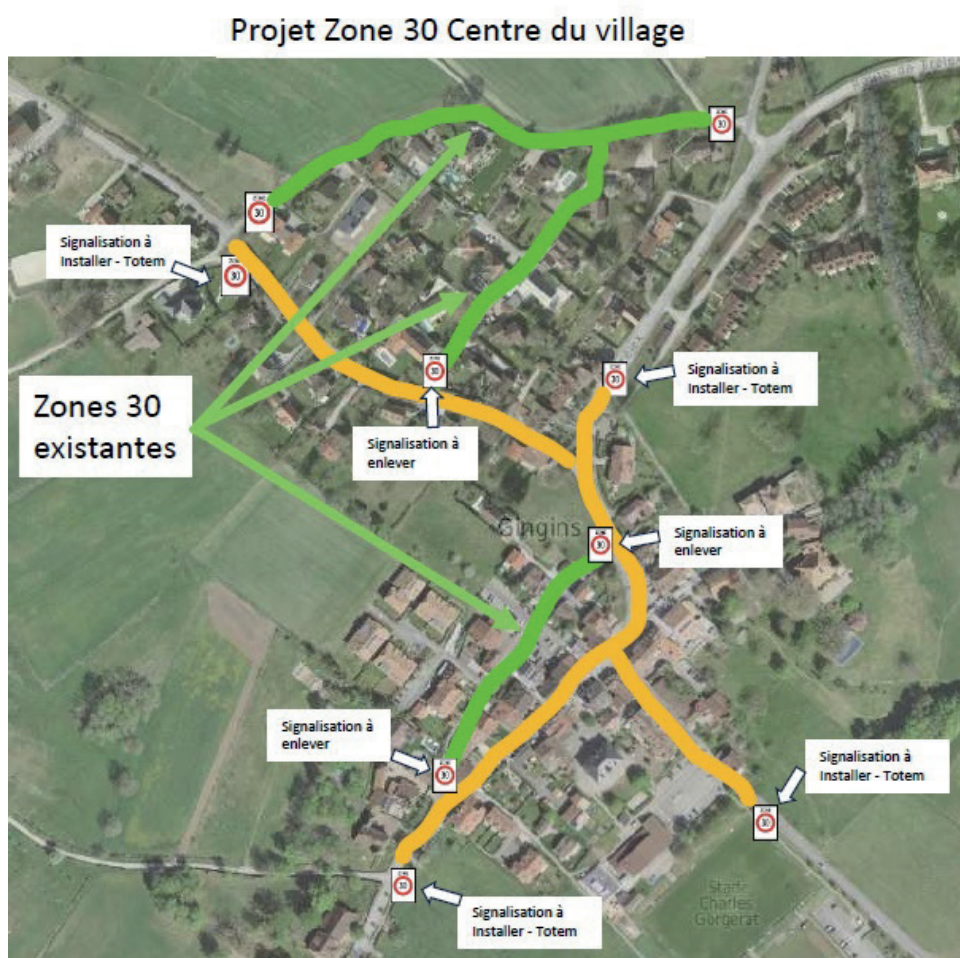 Projet Zone 30 Centre du village
30
Signalisation à
Installer - Totem
30
30
Signalisation à
Installer - Totem
30
30
Zones 30
existantes
Signalisation à
enlever
Gingins
30
Signalisation à
enlever
Signalisation à
enlever
30
Signalisation à
Installer - Totem
30
30
Signalisation à
Installer - Totem
Stade
Charles
Gorgerat